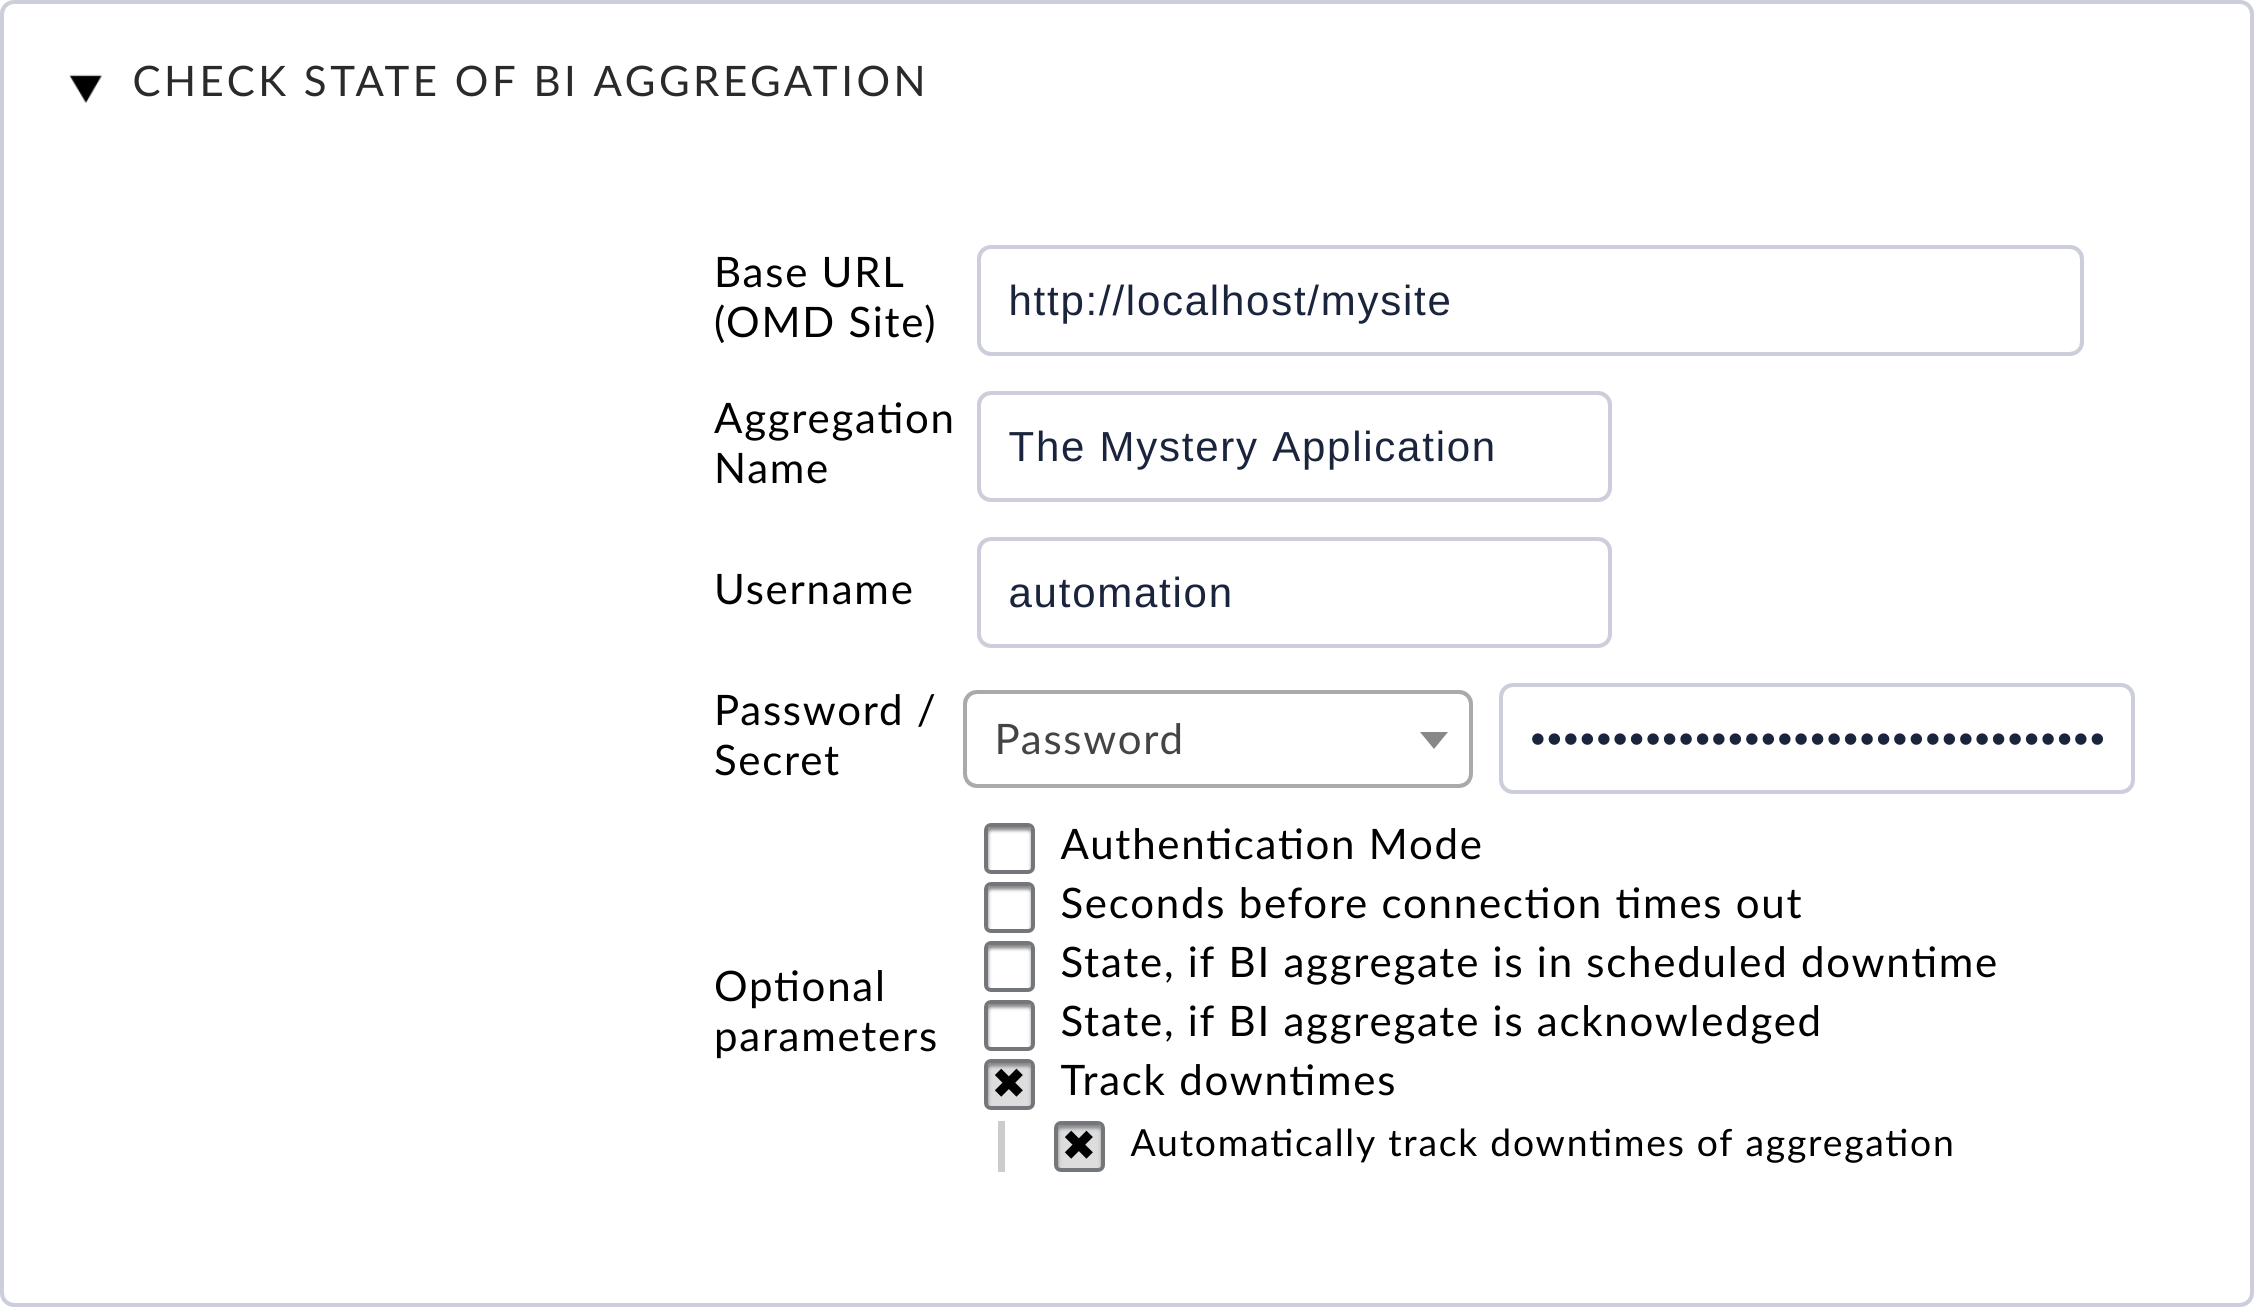 CHECK STATE OF BI AGGREGATION
Base URL
(OMD Site)
http://localhost/mysite
Aggregation
Name
The Mystery Application
Username
automation
Password /
Secret
Password
•••••••••••••••••••••••••••••••••••
Optional
parameters
Authentication Mode
Seconds before connection times out
State, if BI aggregate is in scheduled downtime
State, if BI aggregate is acknowledged
Track downtimes
Automatically track downtimes of aggregation